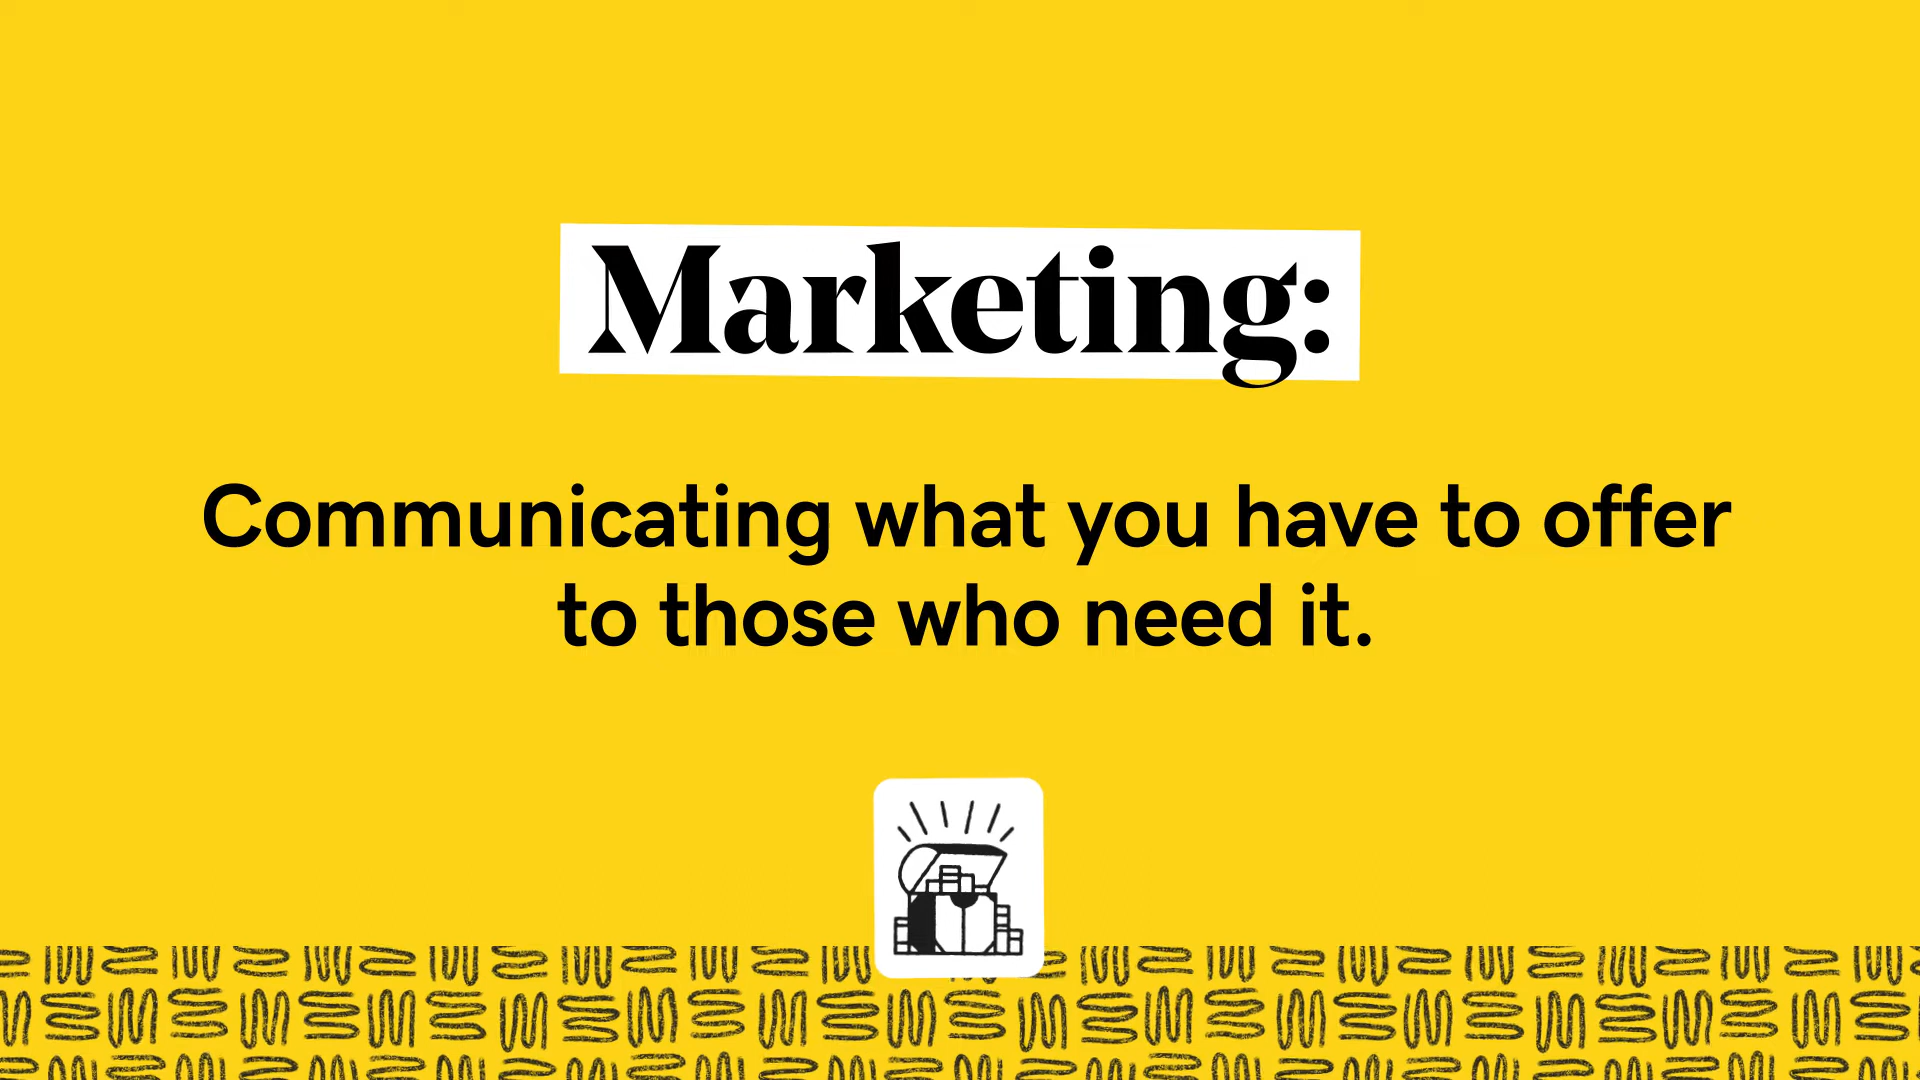 Marketing:
Communicating what you have to offer
to those who need it.